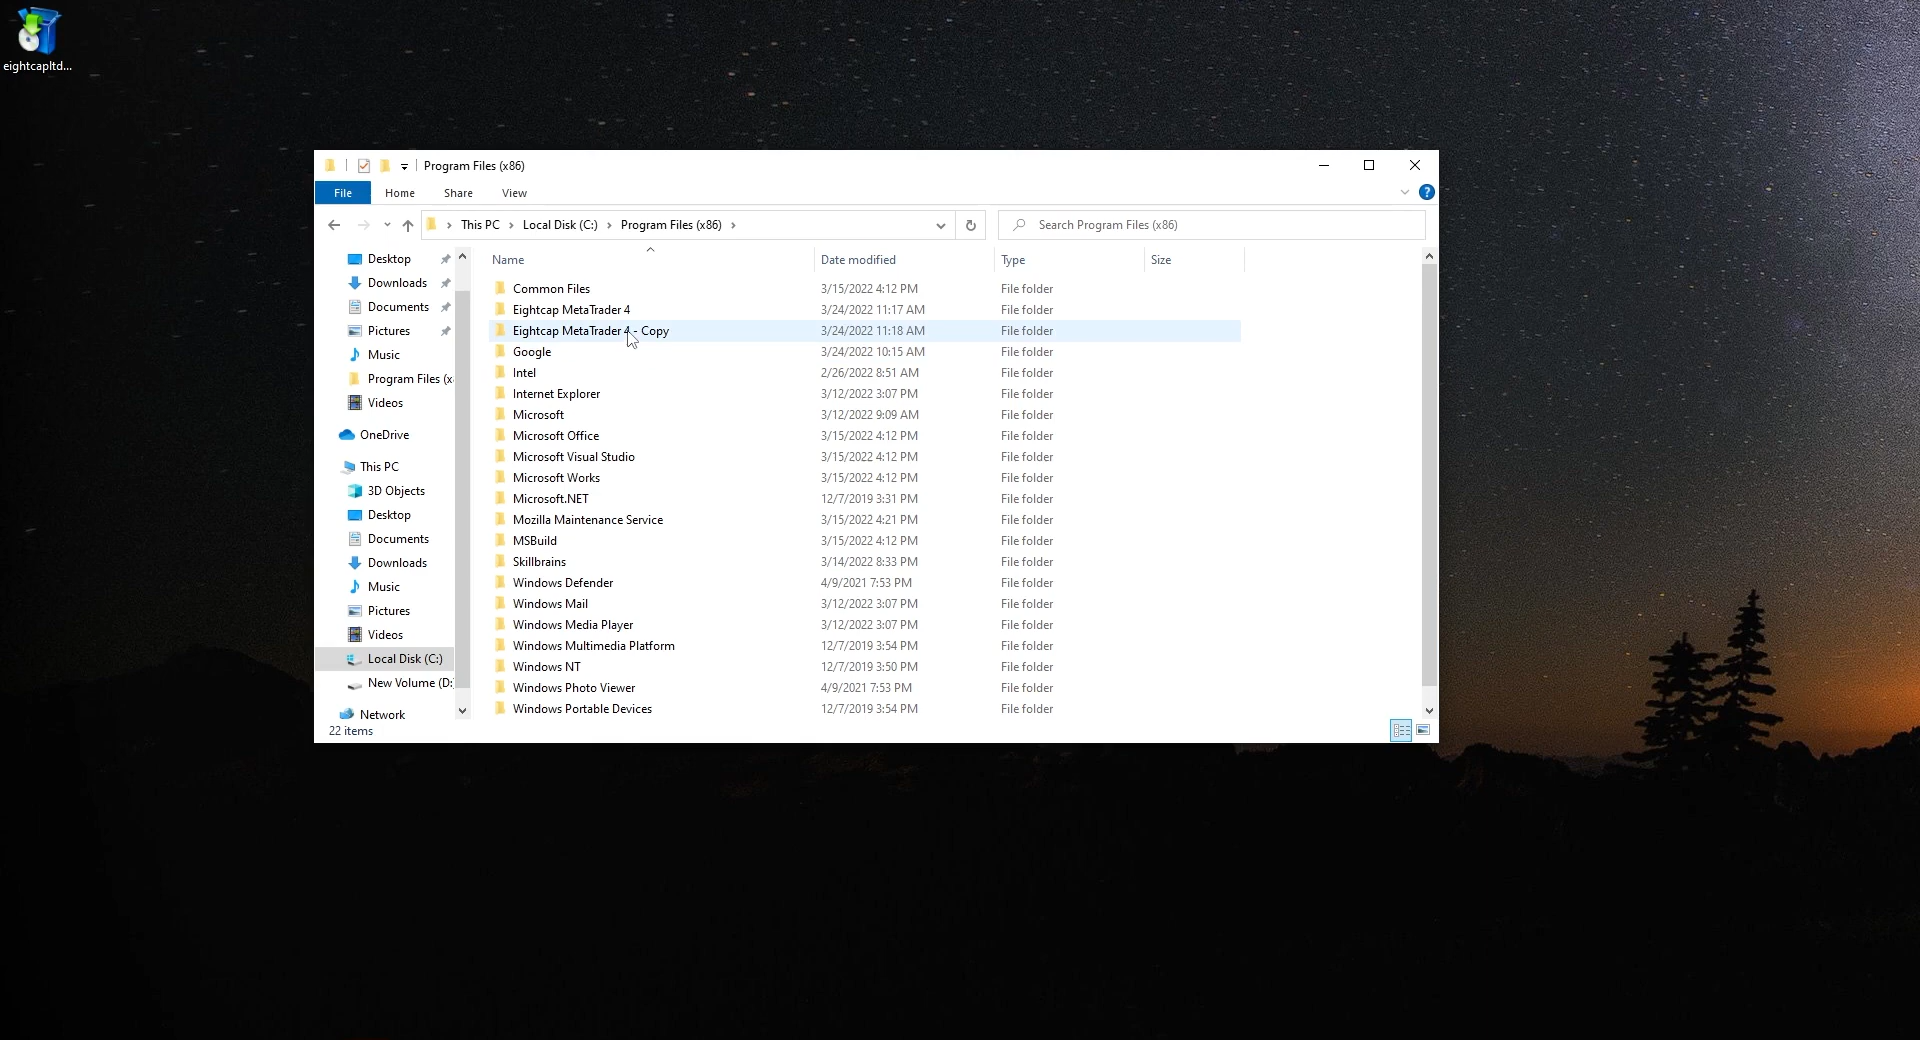 eightcapltd...
Program Files (x86)
File Home Share View
This PC Local Disk (C:) Program Files (x86) Search Program Files (x86)
Name Date modified Type Size
Desktop
Downloads
Documents
Pictures
Music
Program Files (x
Videos
OneDrive
This PC
3D Objects
Desktop
Documents
Downloads
Music
Pictures
Videos
Local Disk (C:)
New Volume (D:
Network
Common Files 3/15/2022 4:12 PM File folder
Eightcap MetaTrader 4 3/24/2022 11:17 AM File folder
Eightcap MetaTrader 4 - Copy 3/24/2022 11:18 AM File folder
Google 3/24/2022 10:15 AM File folder
Intel 2/26/2022 8:51 AM File folder
Internet Explorer 3/12/2022 3:07 PM File folder
Microsoft 3/12/2022 9:09 AM File folder
Microsoft Office 3/15/2022 4:12 PM File folder
Microsoft Visual Studio 3/15/2022 4:12 PM File folder
Microsoft Works 3/15/2022 4:12 PM File folder
Microsoft.NET 12/7/2019 3:31 PM File folder
Mozilla Maintenance Service 3/15/2022 4:21 PM File folder
MSBuild 3/15/2022 4:12 PM File folder
Skillbrains 3/14/2022 8:33 PM File folder
Windows Defender 4/9/2021 7:53 PM File folder
Windows Mail 3/12/2022 3:07 PM File folder
Windows Media Player 3/12/2022 3:07 PM File folder
Windows Multimedia Platform 12/7/2019 3:54 PM File folder
Windows NT 12/7/2019 3:50 PM File folder
Windows Photo Viewer 4/9/2021 7:53 PM File folder
Windows Portable Devices 12/7/2019 3:54 PM File folder
22 items